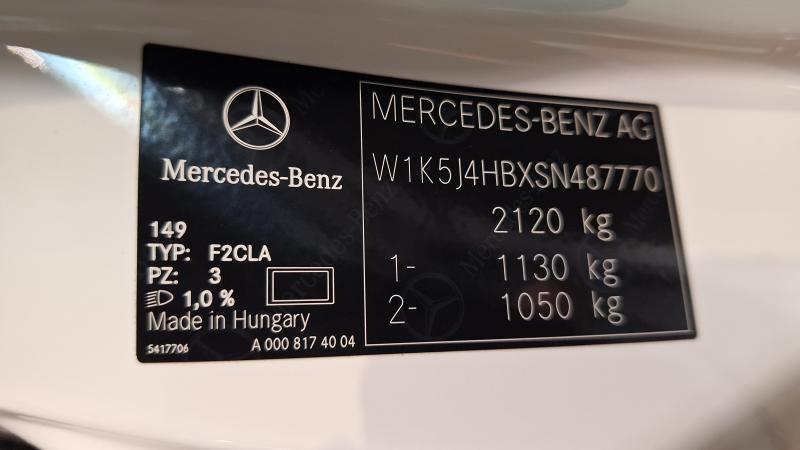 Mercedes-Benz
149
TYP: F2CLA
PZ: 3
1,0 %
Made in Hungary
5417706 A 000 817 40 04
MERCEDES-BENZ AG
W1K5J4HBXSN487770
2120 kg
1- 1130 kg
2- 1050 kg